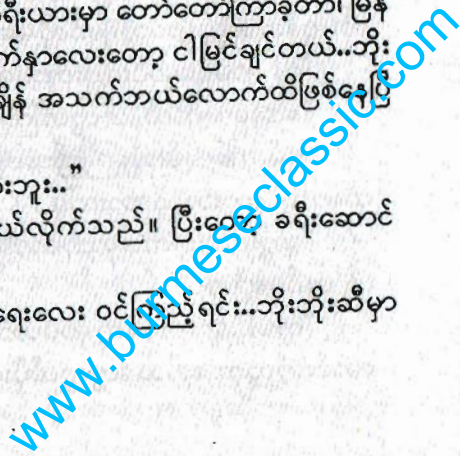 ရီးယားမှာ တော်တော်ကြာခဲ့တာ၊ မြန်
က်နှာလေးတော့ ငါမြင်ချင်တယ်..ဘိုး
ချိန် အသက်ဘယ်လောက်ထိဖြစ်နေပြီ
းဘူး..”
ယ်လိုက်သည်။ ပြီးတော့ ခရီးဆောင်
ရေးလေး ဝင်ကြည့်ရင်း..ဘိုးဘိုးဆီမှာ
www.burmeseclassic.com